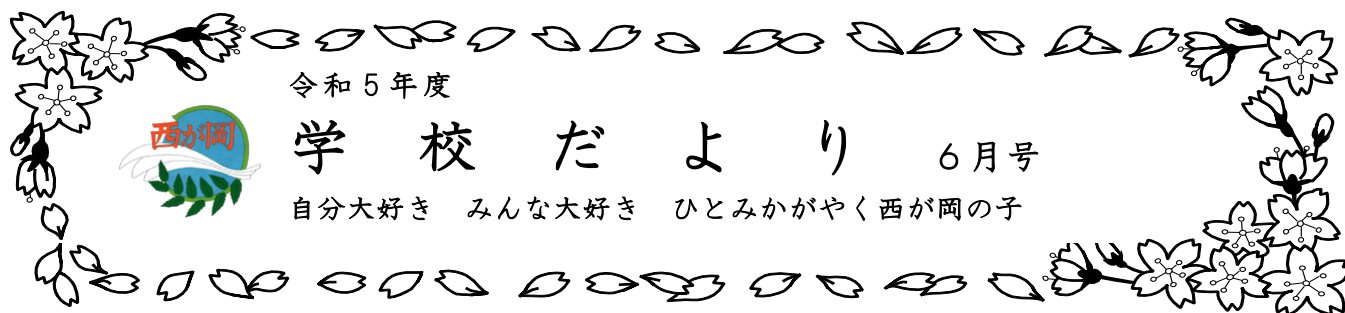 令和5年度
西が岡
学校だより 6月号
自分大好き みんな大好き ひとみかがやく西が岡の子